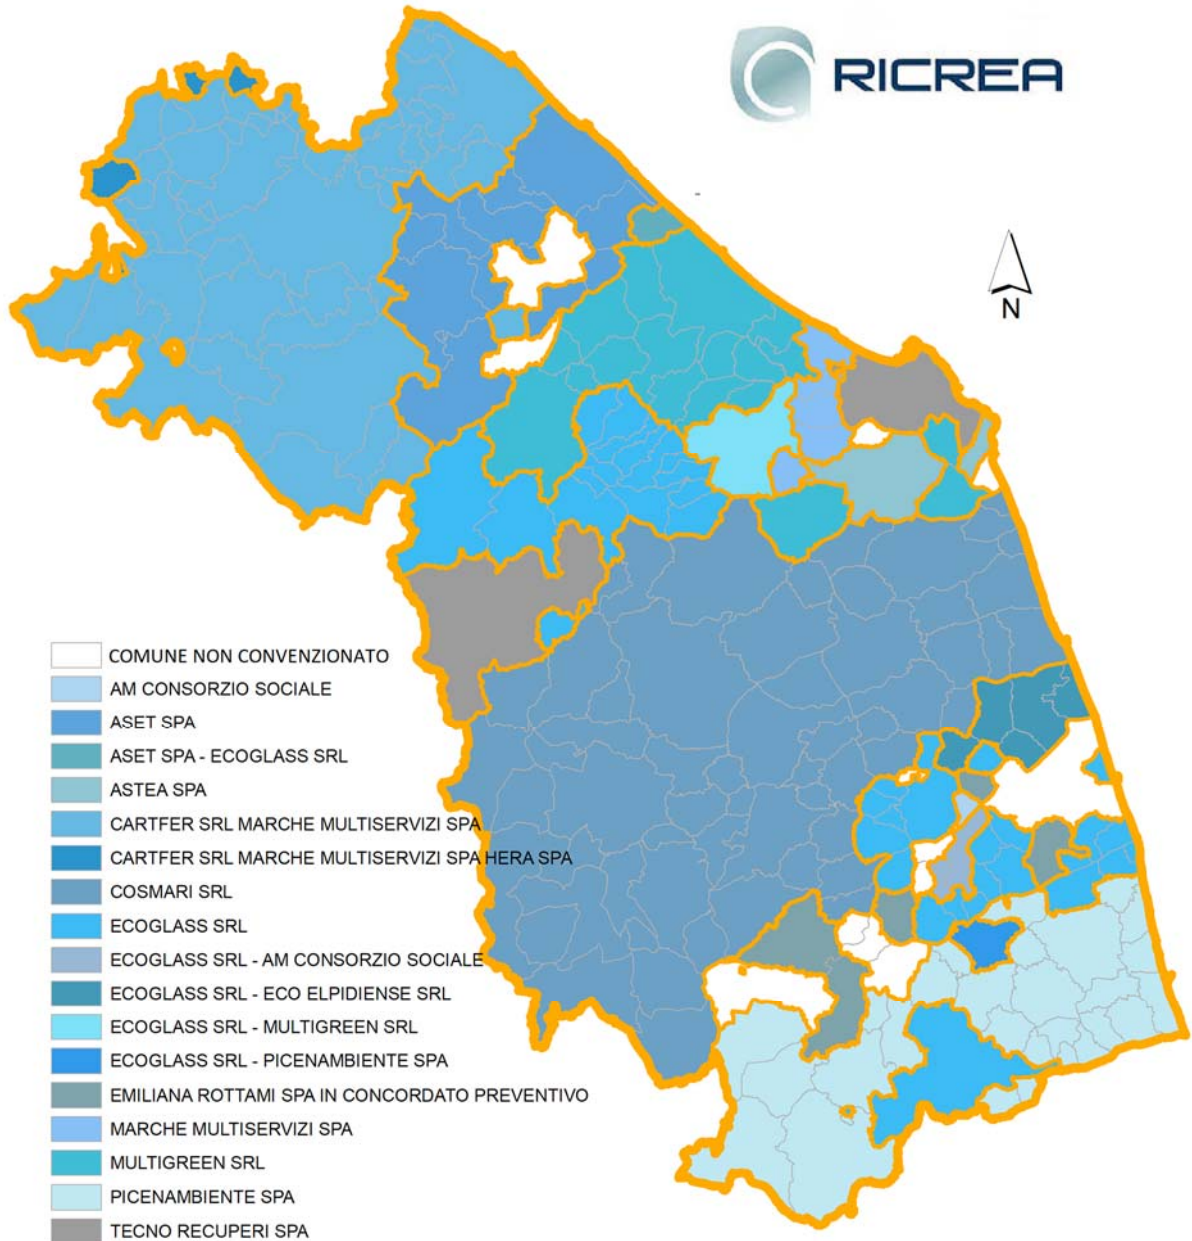 RICREA
N
COMUNE NON CONVENZIONATO
AM CONSORZIO SOCIALE
ASET SPA
ASET SPA - ECOGLASS SRL
ASTEA SPA
CARTFER SRL MARCHE MULTISERVIZI SPA
CARTFER SRL MARCHE MULTISERVIZI SPA HERA SPA
COSMARI SRL
ECOGLASS SRL
ECOGLASS SRL - AM CONSORZIO SOCIALE
ECOGLASS SRL - ECO ELPIDIENSE SRL
ECOGLASS SRL - MULTIGREEN SRL
ECOGLASS SRL - PICENAMBIENTE SPA
EMILIANA ROTTAMI SPA IN CONCORDATO PREVENTIVO
MARCHE MULTISERVIZI SPA
MULTIGREEN SRL
PICENAMBIENTE SPA
TECNO RECUPERI SPA